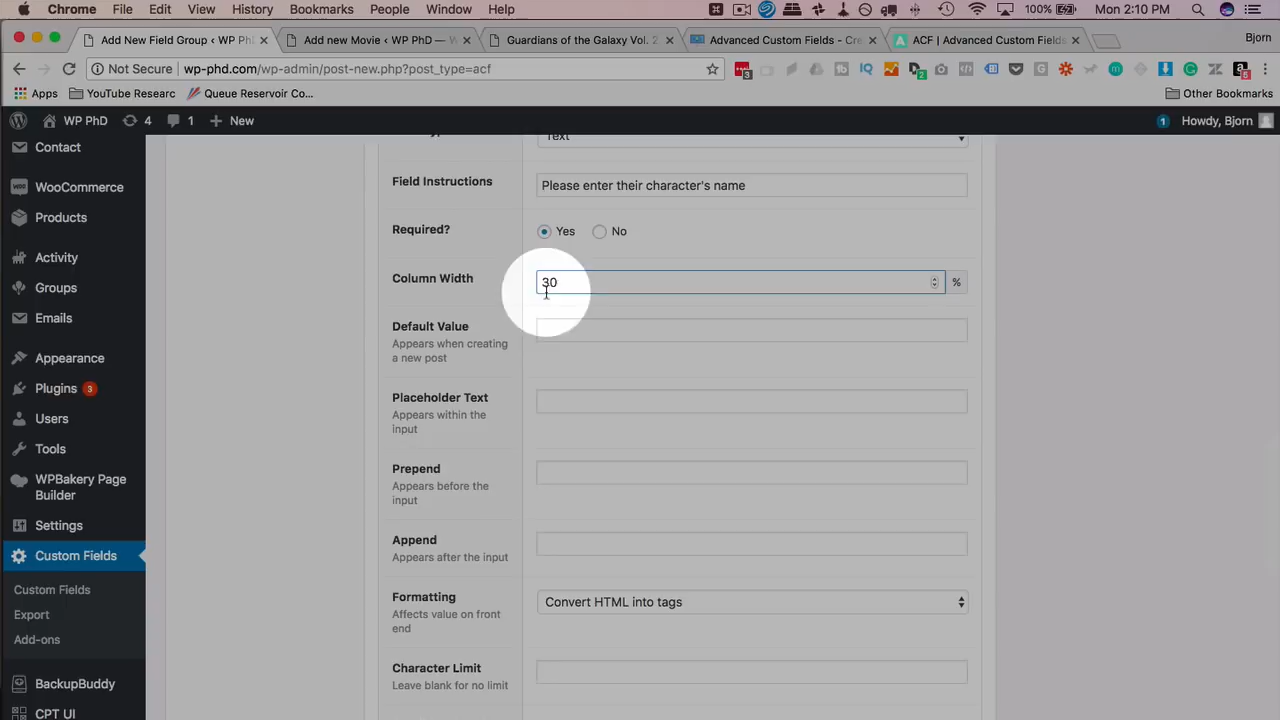 Chrome File Edit View History Bookmarks People Window Help 100% Mon 2:10 PM
Add New Field Group ‹ WP PhD Add new Movie ‹ WP PhD — Guardians of the Galaxy Vol. 2 Advanced Custom Fields - Cre ACF | Advanced Custom Fields Bjorn
Not Secure wp-phd.com/wp-admin/post-new.php?post_type=acf
Apps YouTube Researc Queue Reservoir Co... Other Bookmarks
WP PhD 4 1 New 1 Howdy, Bjorn
Text
Contact
WooCommerce
Products
Activity
Groups
Emails
Appearance
Plugins 3
Users
Tools
WPBakery Page
Builder
Settings
Custom Fields
Custom Fields
Export
Add-ons
BackupBuddy
CPT UI
Field Instructions Please enter their character's name
Required? Yes No
Column Width 30 %
Default Value
Appears when creating
a new post
Placeholder Text
Appears within the
input
Prepend
Appears before the
input
Append
Appears after the input
Formatting Convert HTML into tags
Affects value on front
end
Character Limit
Leave blank for no limit